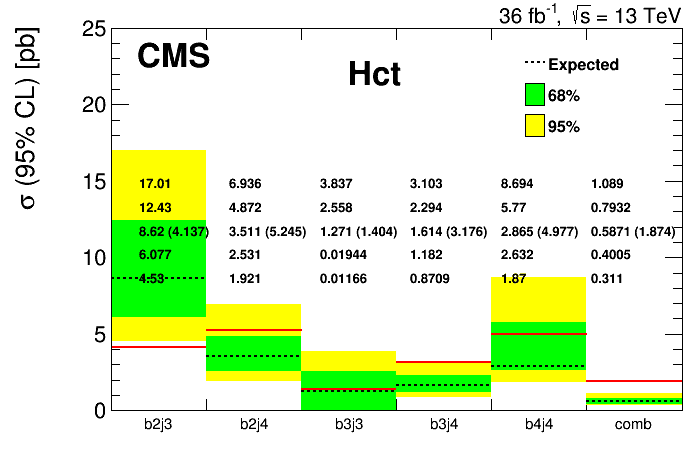 36 fb-1, √s = 13 TeV
σ (95% CL) [pb]
CMS
Hct
Expected
68%
95%
25
20
15
10
5
0
17.01 6.936 3.837 3.103 8.694 1.089
12.43 4.872 2.558 2.294 5.77 0.7932
8.62 (4.137) 3.511 (5.245) 1.271 (1.404) 1.614 (3.176) 2.865 (4.977) 0.5871 (1.874)
6.077 2.531 0.01944 1.182 2.632 0.4005
4.53 1.921 0.01166 0.8709 1.87 0.311
b2j3 b2j4 b3j3 b3j4 b4j4 comb